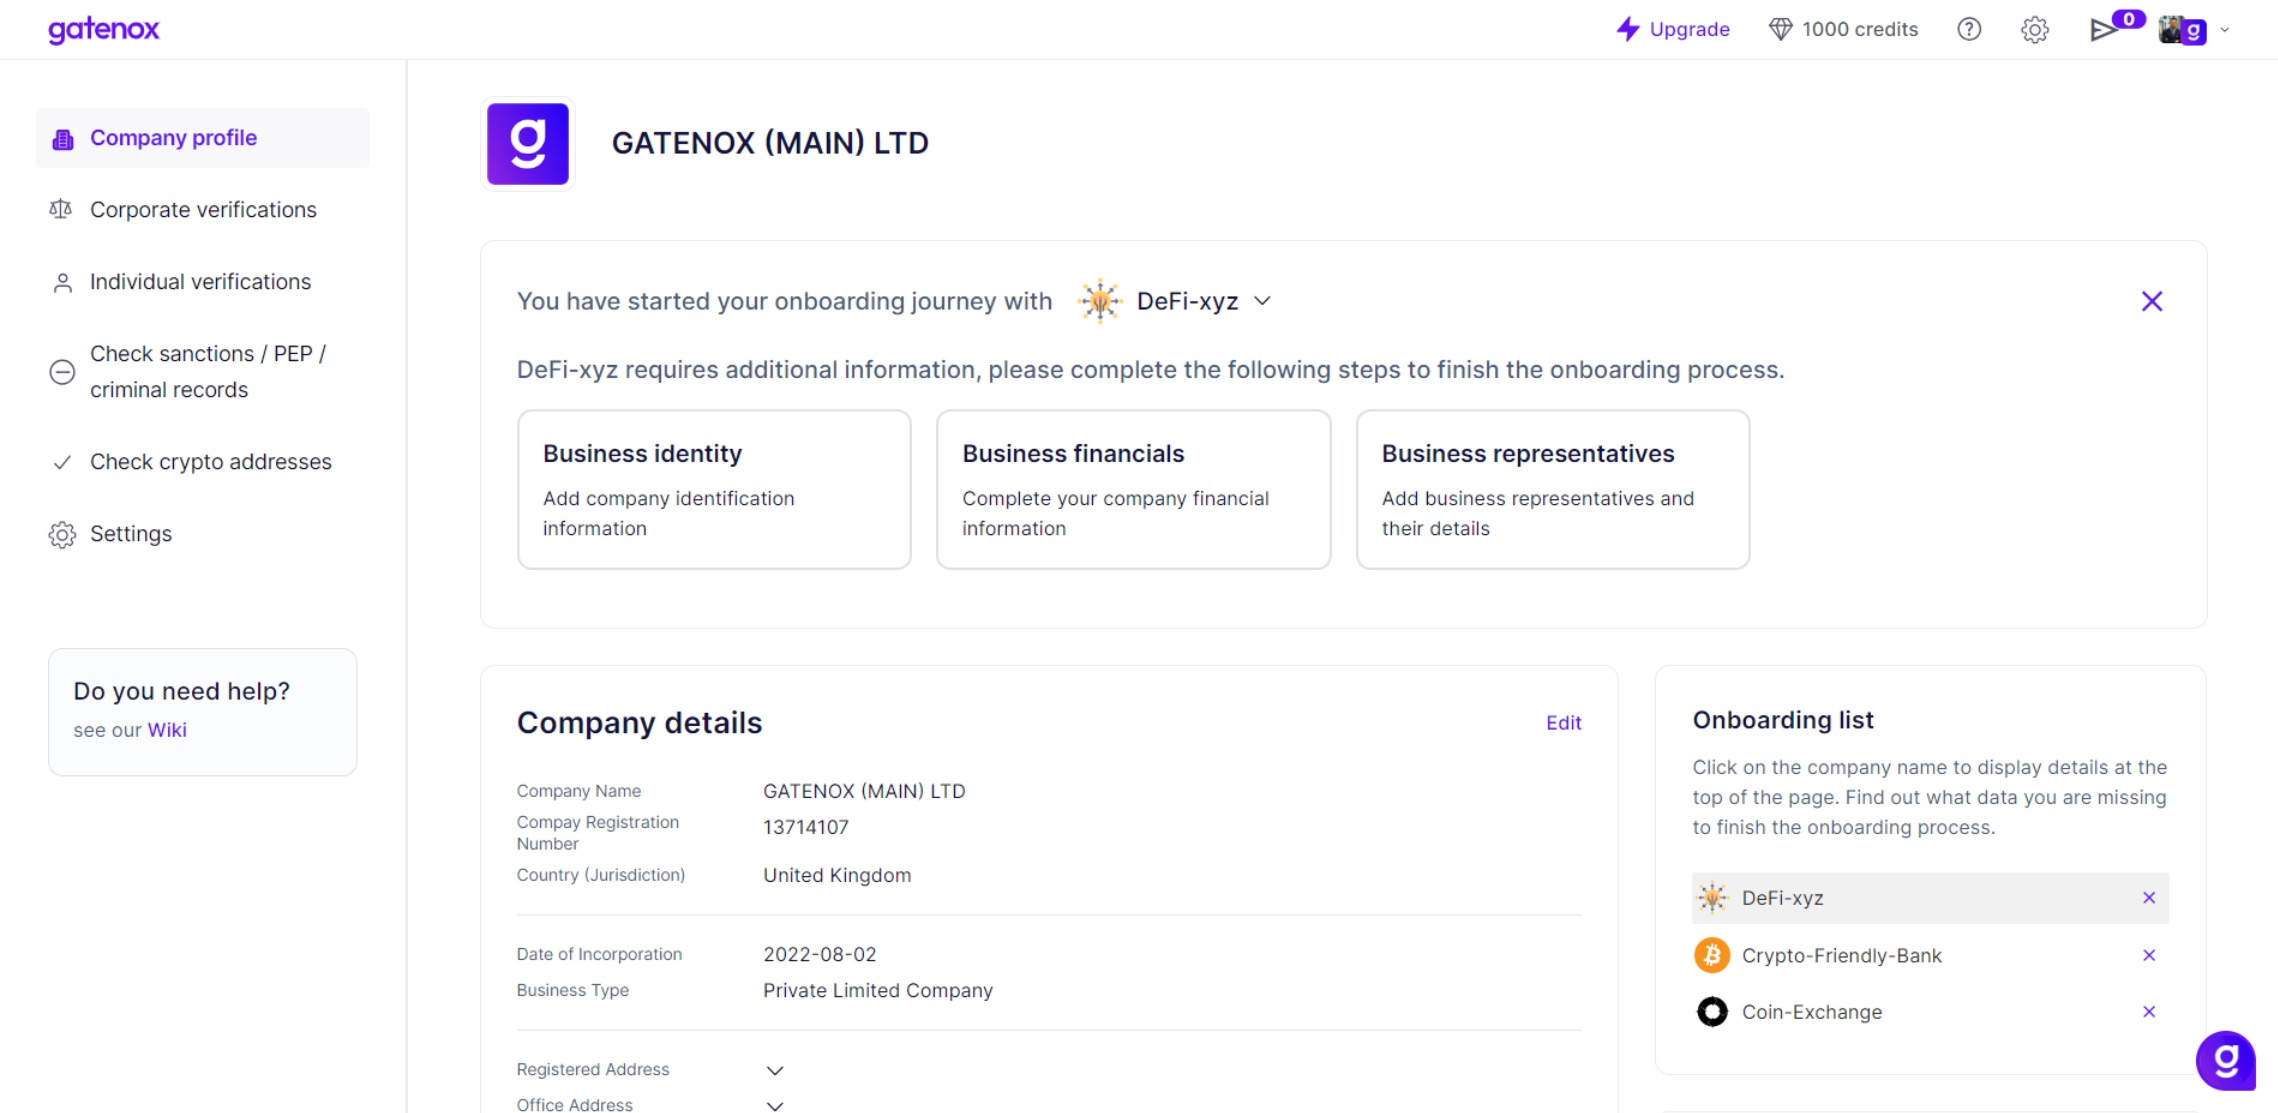 gatenox
Upgrade
1000 credits
0
g
Company profile
Corporate verifications
Individual verifications
Check sanctions / PEP /
criminal records
Check crypto addresses
Settings
Do you need help?
see our Wiki
g
GATENOX (MAIN) LTD
You have started your onboarding journey with DeFi-xyz
DeFi-xyz requires additional information, please complete the following steps to finish the onboarding process.
Business identity
Add company identification
information
Business financials
Complete your company financial
information
Business representatives
Add business representatives and
their details
Company details
Edit
Company Name GATENOX (MAIN) LTD
Compay Registration
Number
13714107
Country (Jurisdiction) United Kingdom
Date of Incorporation 2022-08-02
Business Type Private Limited Company
Registered Address
Office Address
Onboarding list
Click on the company name to display details at the
top of the page. Find out what data you are missing
to finish the onboarding process.
DeFi-xyz
Crypto-Friendly-Bank
Coin-Exchange
g